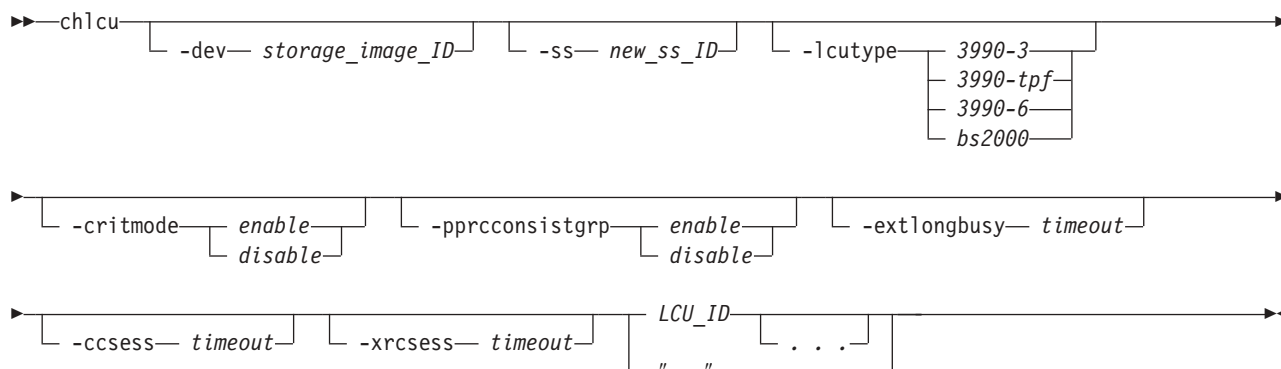 chlcu -dev storage_image_ID -ss new_ss_ID -lcutype 3990-3
3990-tpf
3990-6
bs2000
-critmode enable -pprcconsistgrp enable -extlongbusy timeout
disable disable
-ccsess timeout -xrcsess timeout LCU_ID . . .
" - "